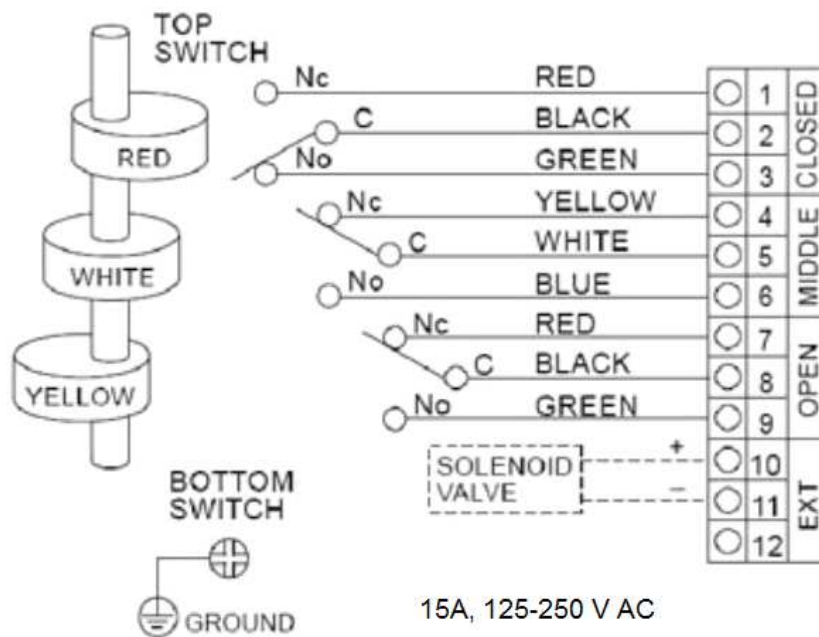 TOP
SWITCH
RED
WHITE
YELLOW
BOTTOM
SWITCH
GROUND
Nc RED 1
C BLACK 2
No GREEN 3
CLOSED
Nc YELLOW 4
C WHITE 5
No BLUE 6
MIDDLE
Nc RED 7
C BLACK 8
No GREEN 9
OPEN
SOLENOID
VALVE
+ 10
− 11
12
EXT
15A, 125-250 V AC